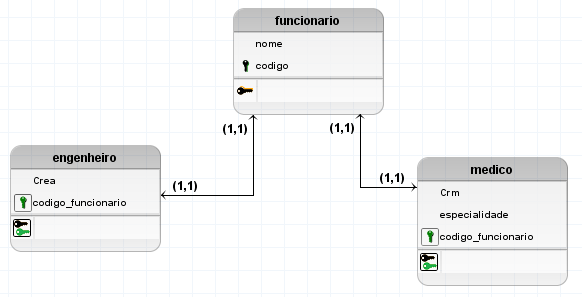 funcionario
nome
codigo
(1,1)
(1,1)
engenheiro
Crea
codigo_funcionario
(1,1)
(1,1)
medico
Crm
especialidade
codigo_funcionario